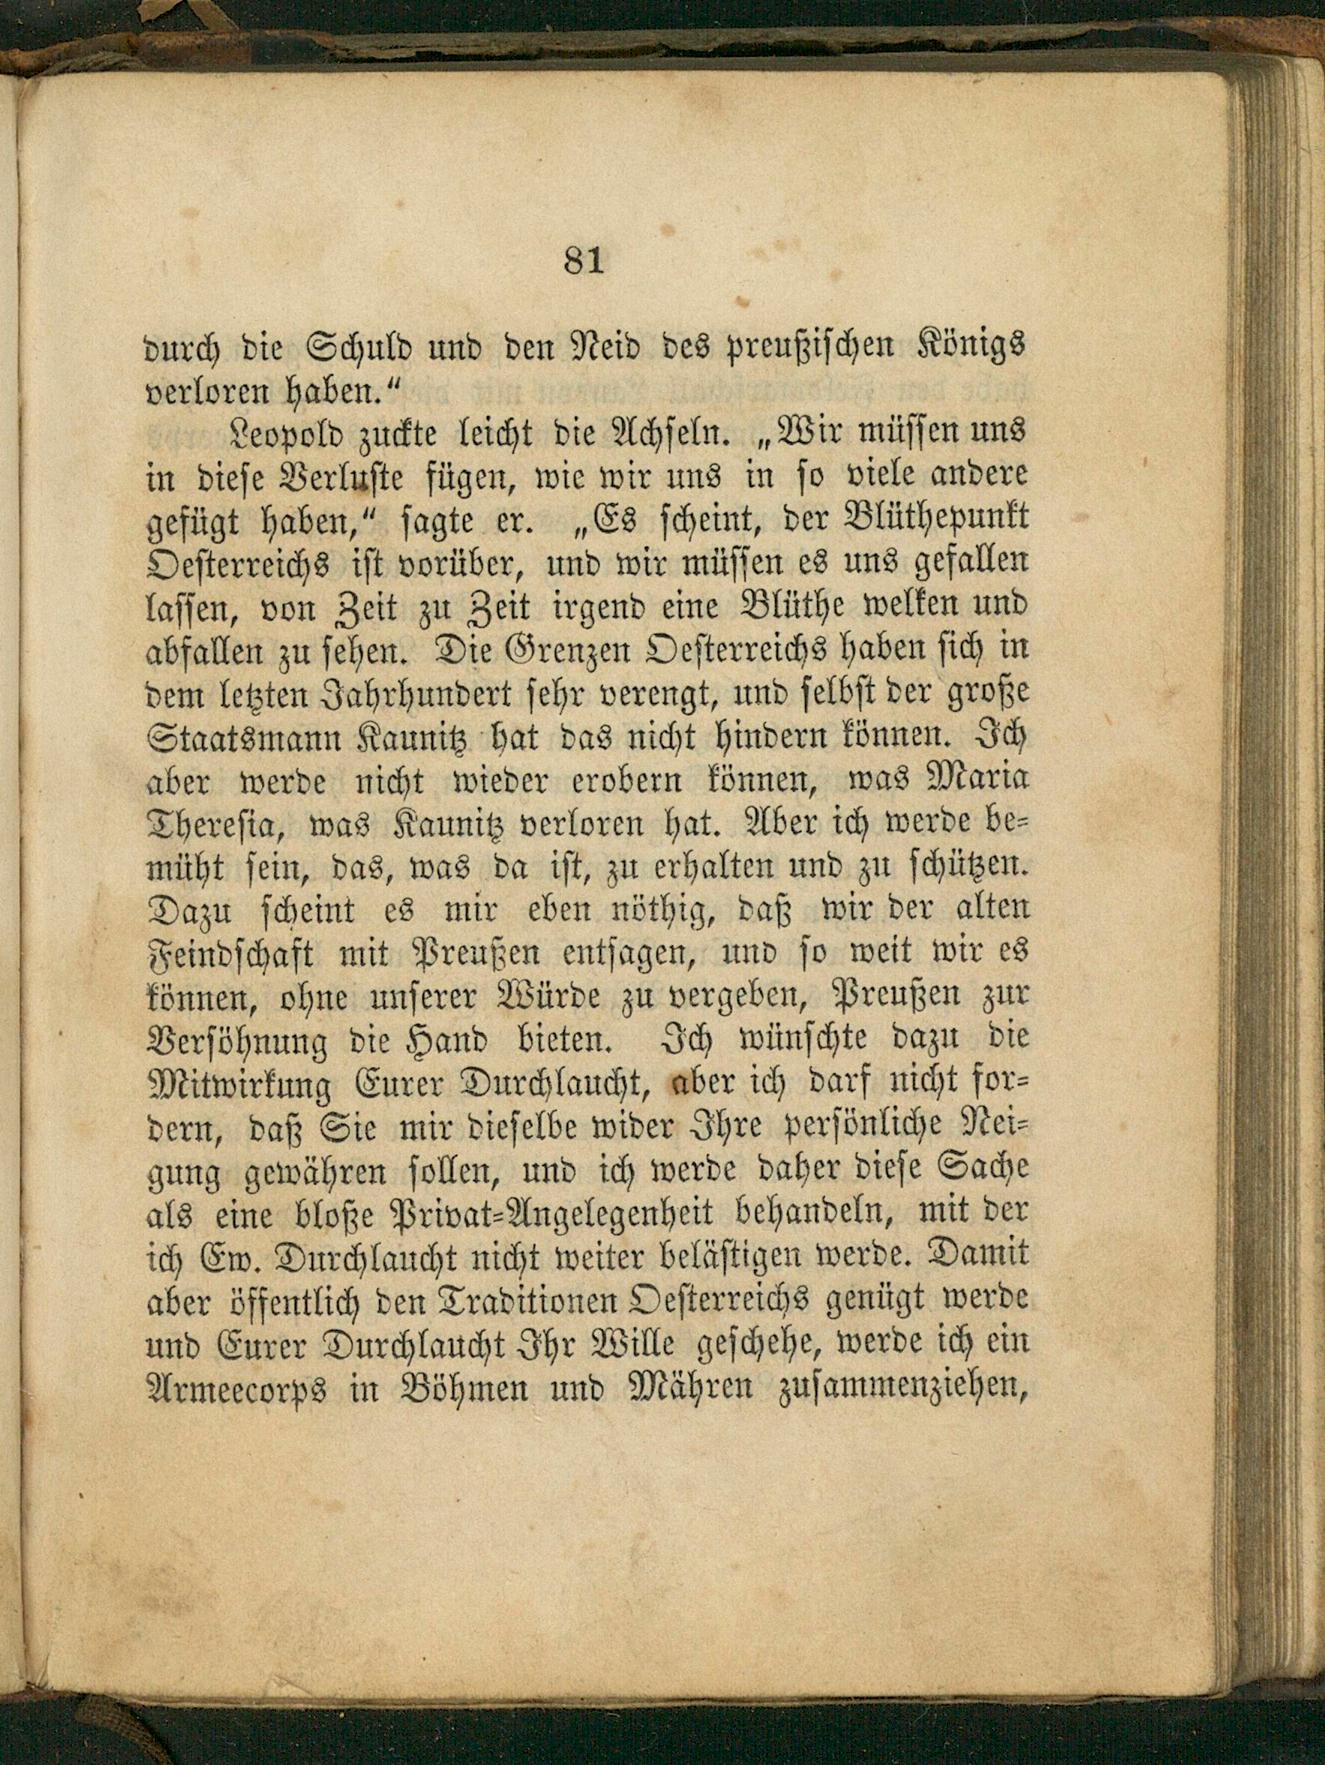 81
durch die Schuld und den Neid des preußischen Königs
verloren haben.“
Leopold zuckte leicht die Achseln. „Wir müssen uns
in diese Verluste fügen, wie wir uns in so viele andere
gefügt haben,“ sagte er. „Es scheint, der Blüthepunkt
Oesterreichs ist vorüber, und wir müssen es uns gefallen
lassen, von Zeit zu Zeit irgend eine Blüthe welken und
abfallen zu sehen. Die Grenzen Oesterreichs haben sich in
dem letzten Jahrhundert sehr verengt, und selbst der große
Staatsmann Kaunitz hat das nicht hindern können. Ich
aber werde nicht wieder erobern können, was Maria
Theresia, was Kaunitz verloren hat. Aber ich werde be-
müht sein, das, was da ist, zu erhalten und zu schützen.
Dazu scheint es mir eben nöthig, daß wir der alten
Feindschaft mit Preußen entsagen, und so weit wir es
können, ohne unserer Würde zu vergeben, Preußen zur
Versöhnung die Hand bieten. Ich wünschte dazu die
Mitwirkung Eurer Durchlaucht, aber ich darf nicht for-
dern, daß Sie mir dieselbe wider Ihre persönliche Nei-
gung gewähren sollen, und ich werde daher diese Sache
als eine bloße Privat-Angelegenheit behandeln, mit der
ich Ew. Durchlaucht nicht weiter belästigen werde. Damit
aber öffentlich den Traditionen Oesterreichs genügt werde
und Eurer Durchlaucht Ihr Wille geschehe, werde ich ein
Armeecorps in Böhmen und Mähren zusammenziehen,